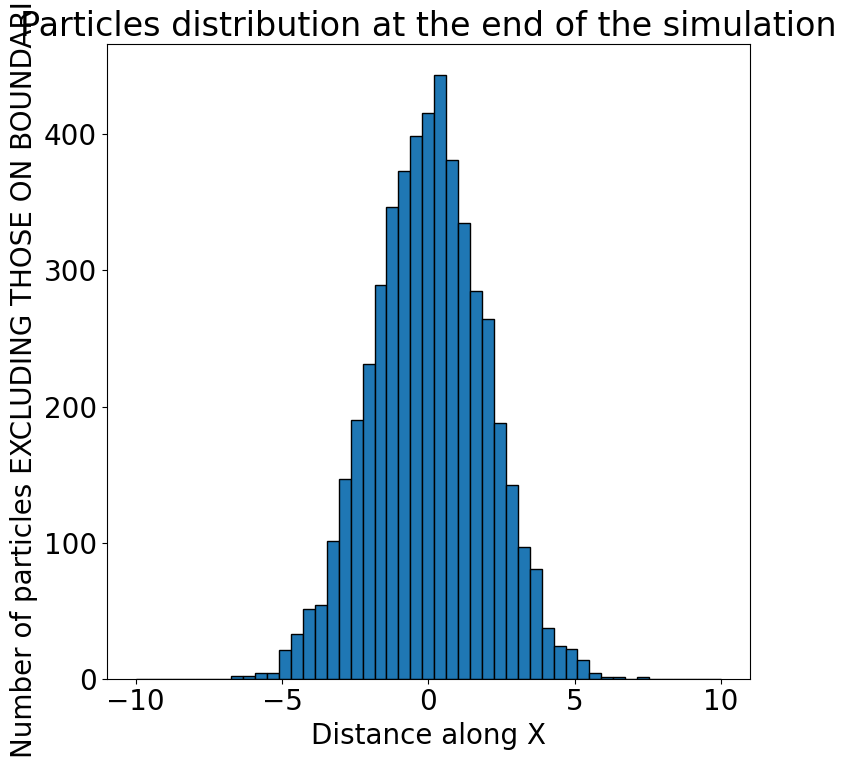 Particles distribution at the end of the simulation
Number of particles EXCLUDING THOSE ON BOUNDARI
400
300
200
100
0
−10 −5 0 5 10
Distance along X